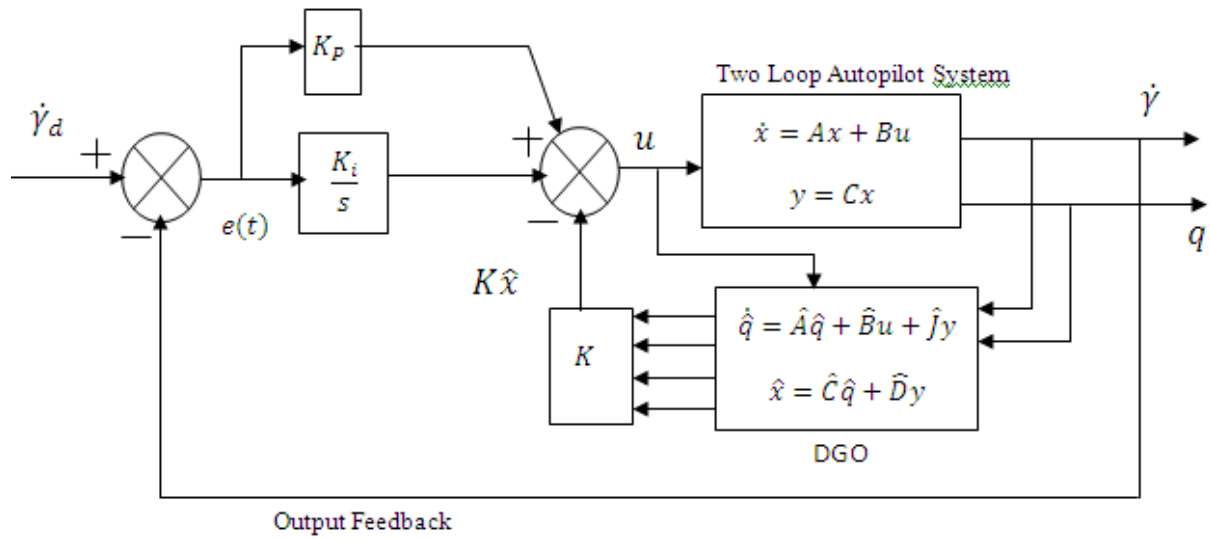 K_P
Two Loop Autopilot System
γ̇_d
+
−
e(t)
K_i
s
+
−
u
ẋ = Ax + Bu
y = Cx
γ̇
q
Kx̂
K
q̂̇ = Âq̂ + B̂u + Ĵy
x̂ = Ĉq̂ + D̂y
DGO
Output Feedback